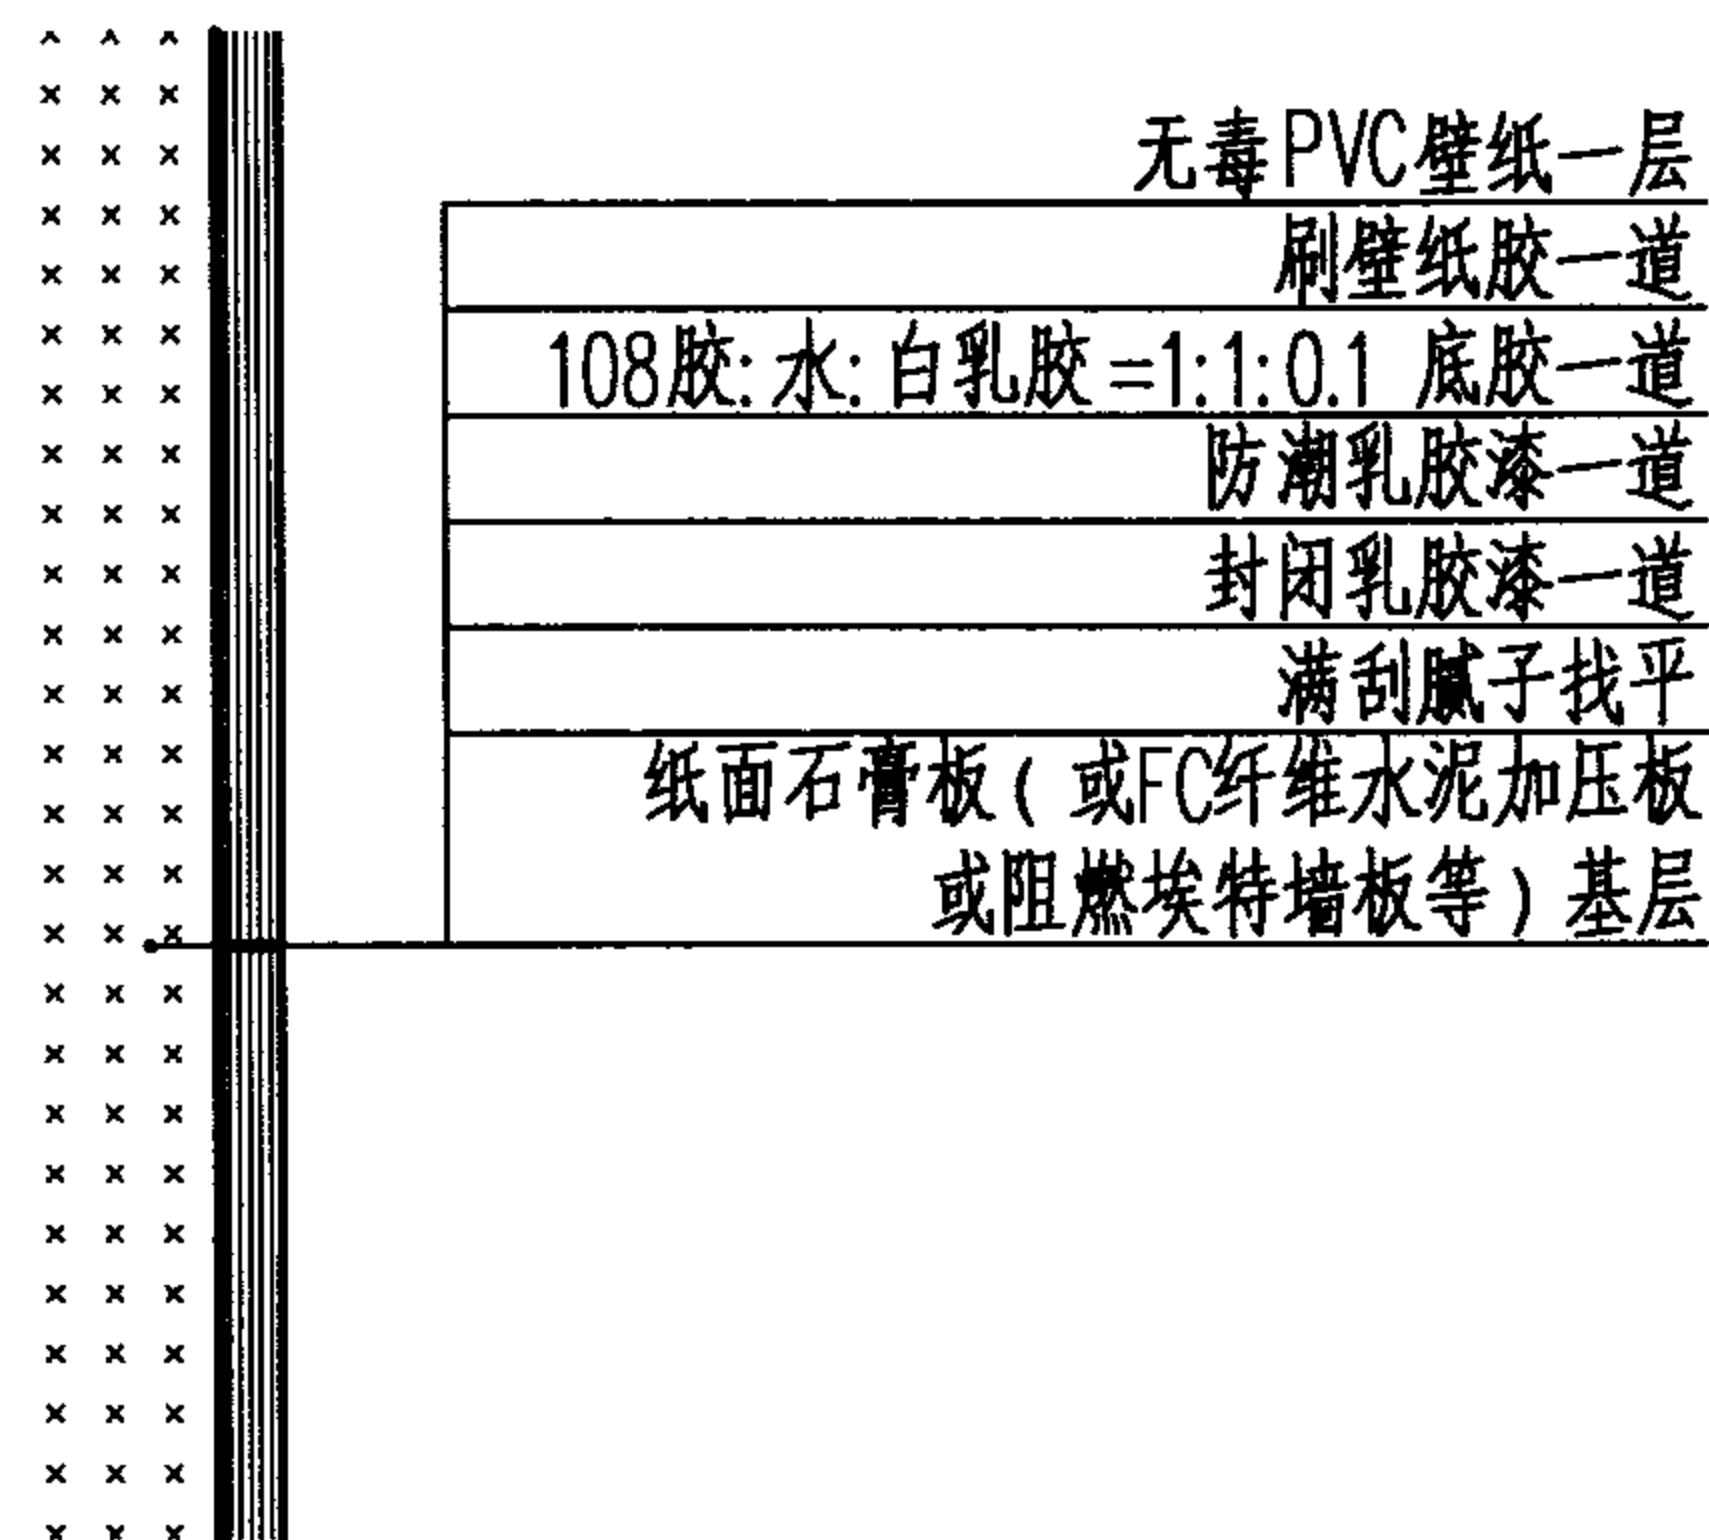 无毒PVC壁纸一层
刷壁纸胶一道
108胶:水:白乳胶=1:1:0.1 底胶一道
防潮乳胶漆一道
封闭乳胶漆一道
满刮腻子找平
纸面石膏板(或FC纤维水泥加压板
或阻燃埃特墙板等)基层